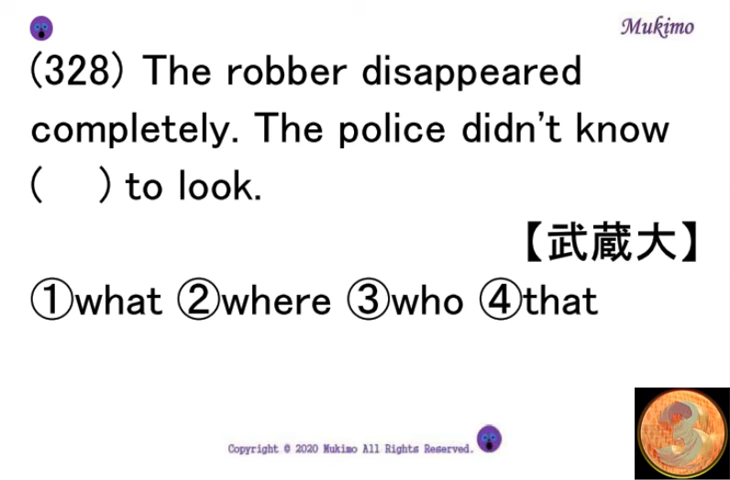 Mukimo
(328) The robber disappeared
completely. The police didn't know
(    ) to look.
【武蔵大】
①what ②where ③who ④that
Copyright © 2020 Mukimo All Rights Reserved.